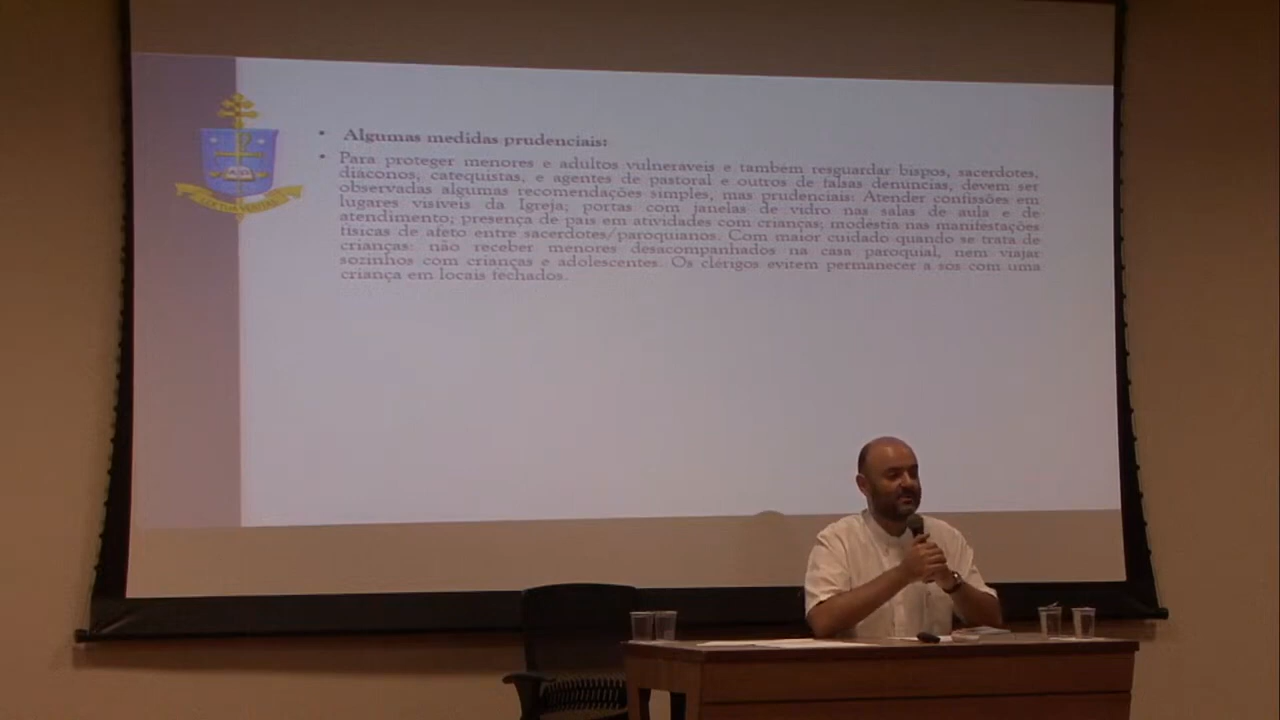 Algumas medidas prudenciais:
Para proteger menores e adultos vulneráveis e também resguardar bispos, sacerdotes,
diáconos, catequistas, e agentes de pastoral e outros de falsas denúncias, devem ser
observadas algumas recomendações simples, mas prudenciais: Atender confissões em
lugares visíveis da Igreja; portas com janelas de vidro nas salas de aula e de
atendimento; presença de pais em atividades com crianças; modéstia nas manifestações
físicas de afeto entre sacerdotes/paroquianos. Com maior cuidado quando se trata de
crianças: não receber menores desacompanhados na casa paroquial, nem viajar
sozinhos com crianças e adolescentes. Os clérigos evitem permanecer a sós com uma
criança em locais fechados.